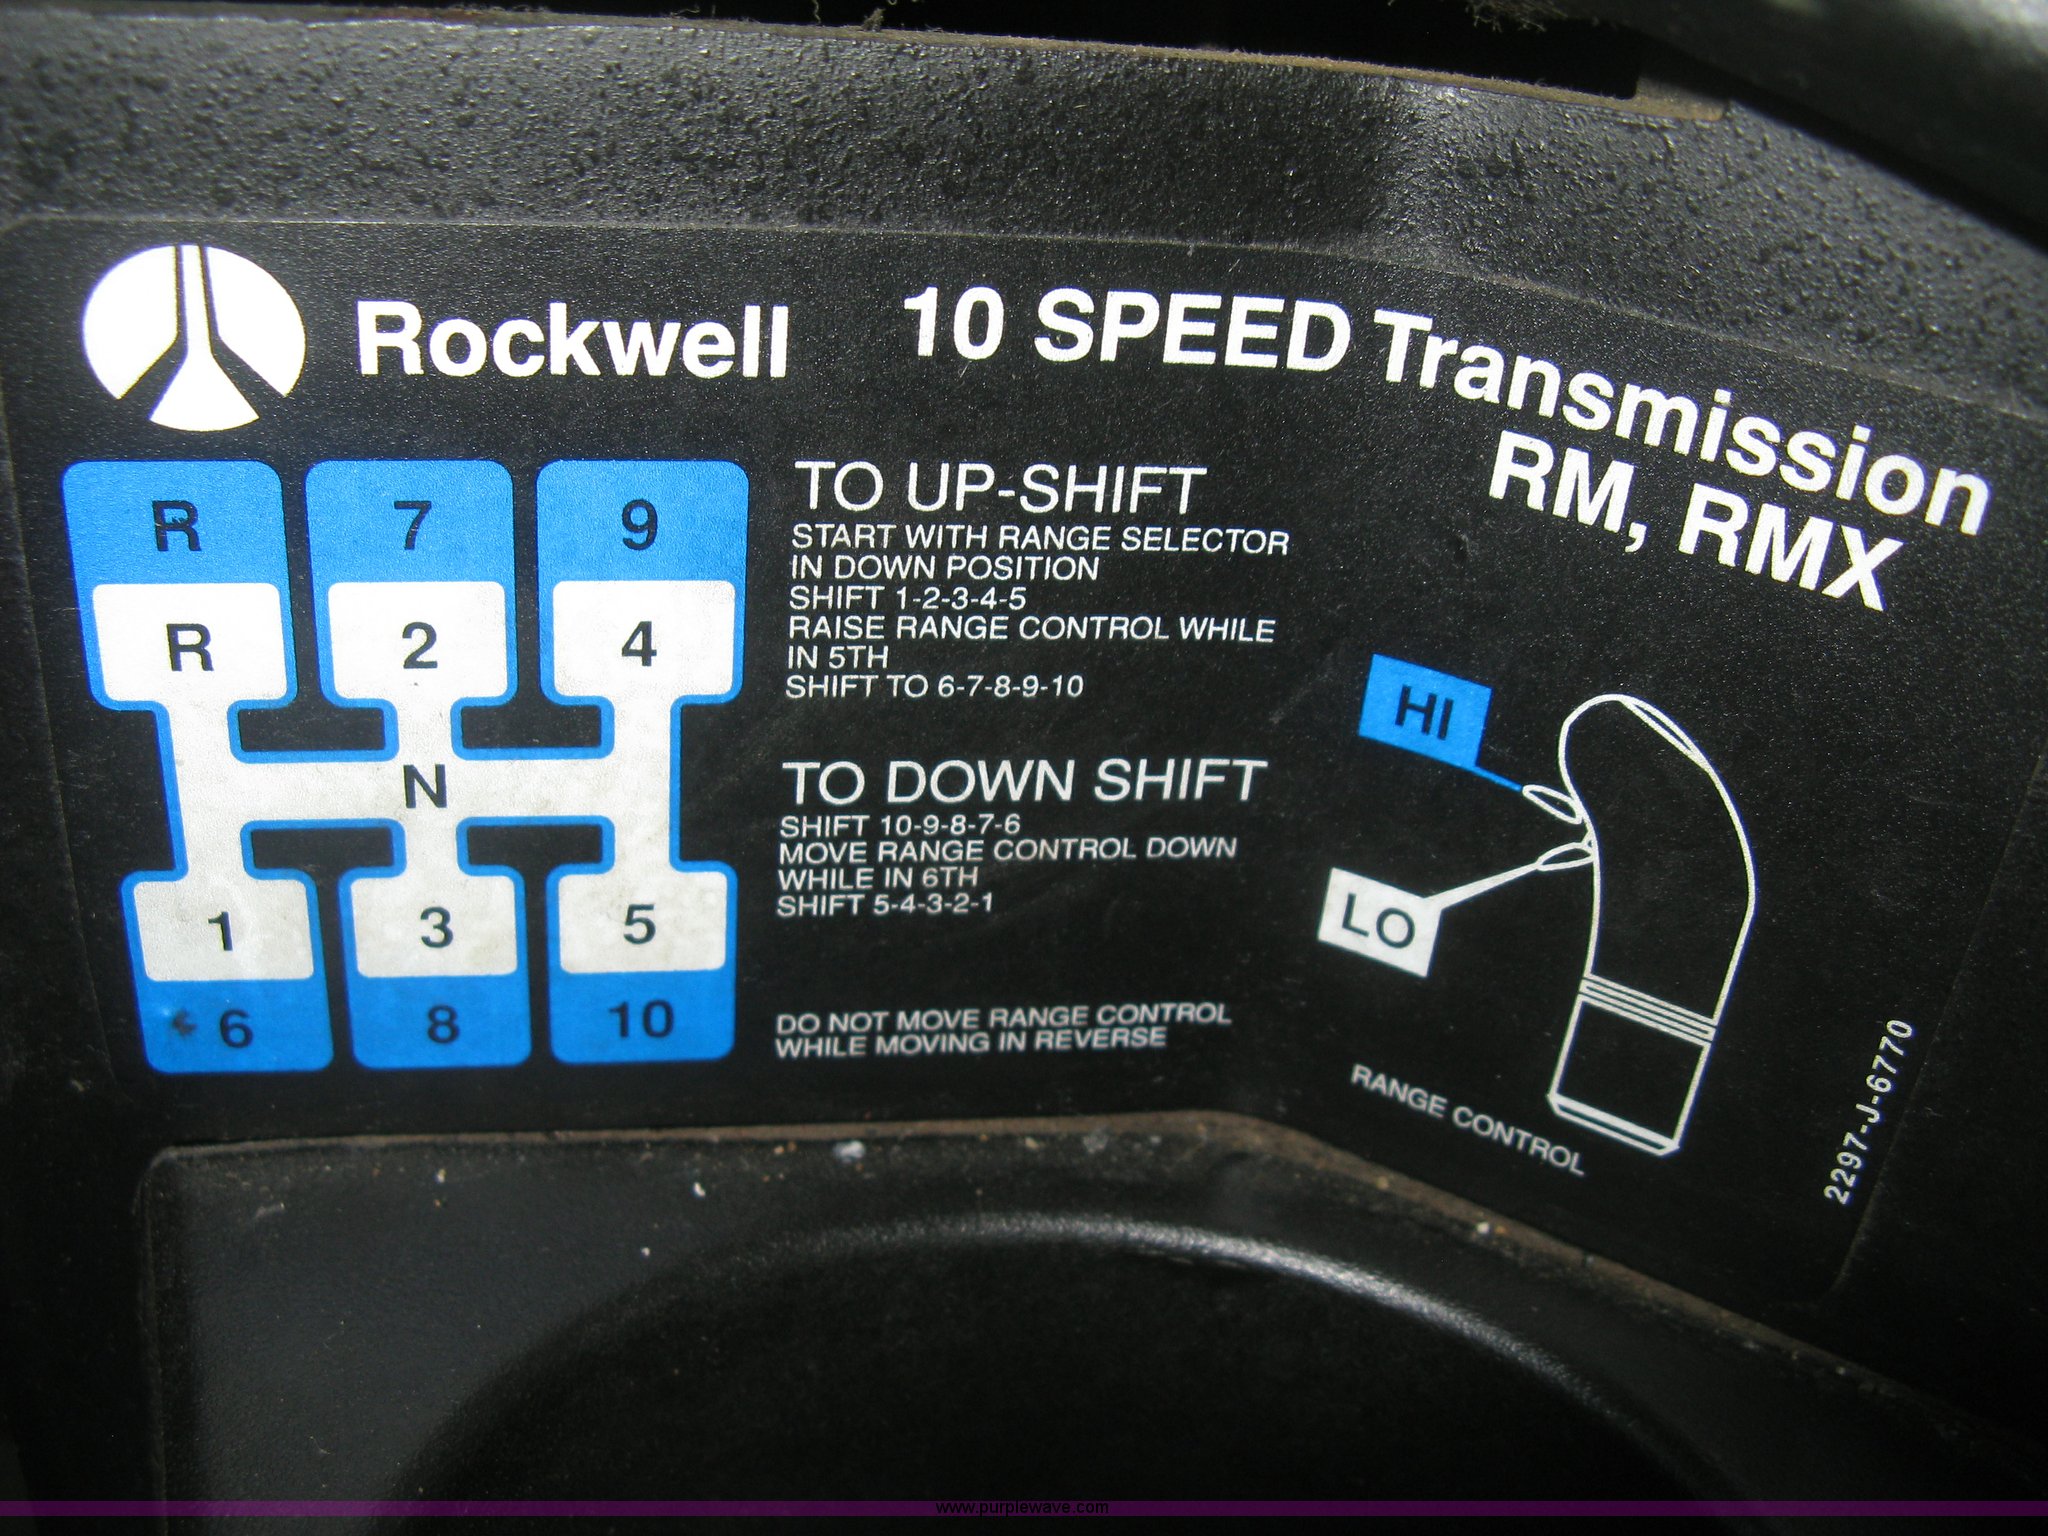 Rockwell
10 SPEED Transmission
RM, RMX
R 7 9
R 2 4
N
1 3 5
6 8 10
TO UP-SHIFT
START WITH RANGE SELECTOR
IN DOWN POSITION
SHIFT 1-2-3-4-5
RAISE RANGE CONTROL WHILE
IN 5TH
SHIFT TO 6-7-8-9-10
TO DOWN SHIFT
SHIFT 10-9-8-7-6
MOVE RANGE CONTROL DOWN
WHILE IN 6TH
SHIFT 5-4-3-2-1
DO NOT MOVE RANGE CONTROL
WHILE MOVING IN REVERSE
HI
LO
RANGE CONTROL
2297-J-6770
www.purplewave.com